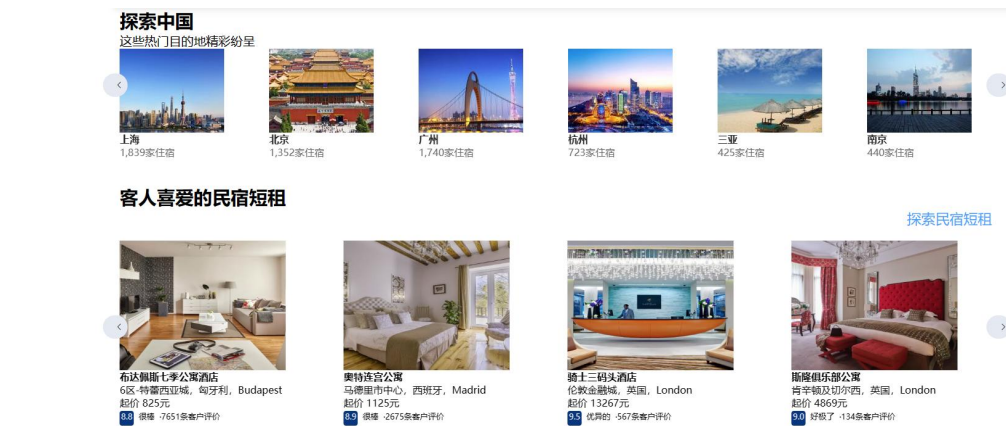 探索中国
这些热门目的地精彩纷呈
上海
1,839家住宿
北京
1,352家住宿
广州
1,740家住宿
杭州
723家住宿
三亚
425家住宿
南京
440家住宿
客人喜爱的民宿短租
探索民宿短租
布达佩斯七季公寓酒店
6区-特蕾西亚城，匈牙利，Budapest
起价 825元
8.8 很棒 ·7651条客户评价
奥特连宫公寓
马德里市中心，西班牙，Madrid
起价 1125元
8.9 很棒 ·2675条客户评价
骑士三码头酒店
伦敦金融城，英国，London
起价 13267元
9.5 优异的 ·567条客户评价
斯隆俱乐部公寓
肯辛顿及切尔西，英国，London
起价 4869元
9.0 好极了 ·134条客户评价